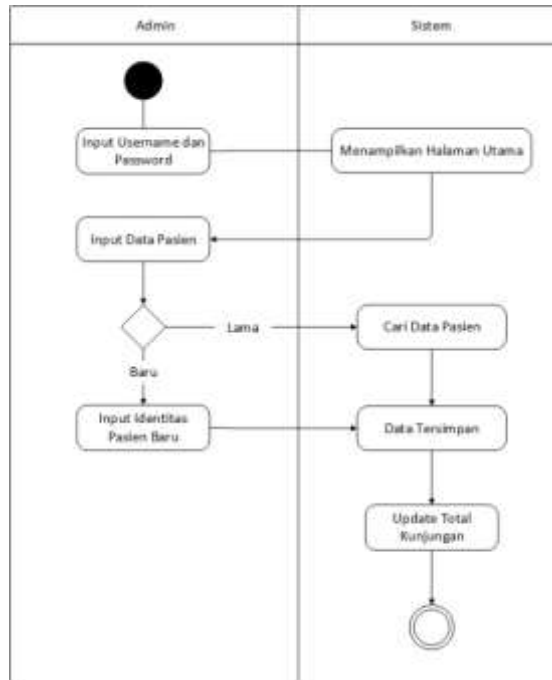 Admin
Sistem
Input Username dan
Password
Menampilkan Halaman Utama
Input Data Pasien
Lama
Cari Data Pasien
Baru
Input Identitas
Pasien Baru
Data Tersimpan
Update Total
Kunjungan